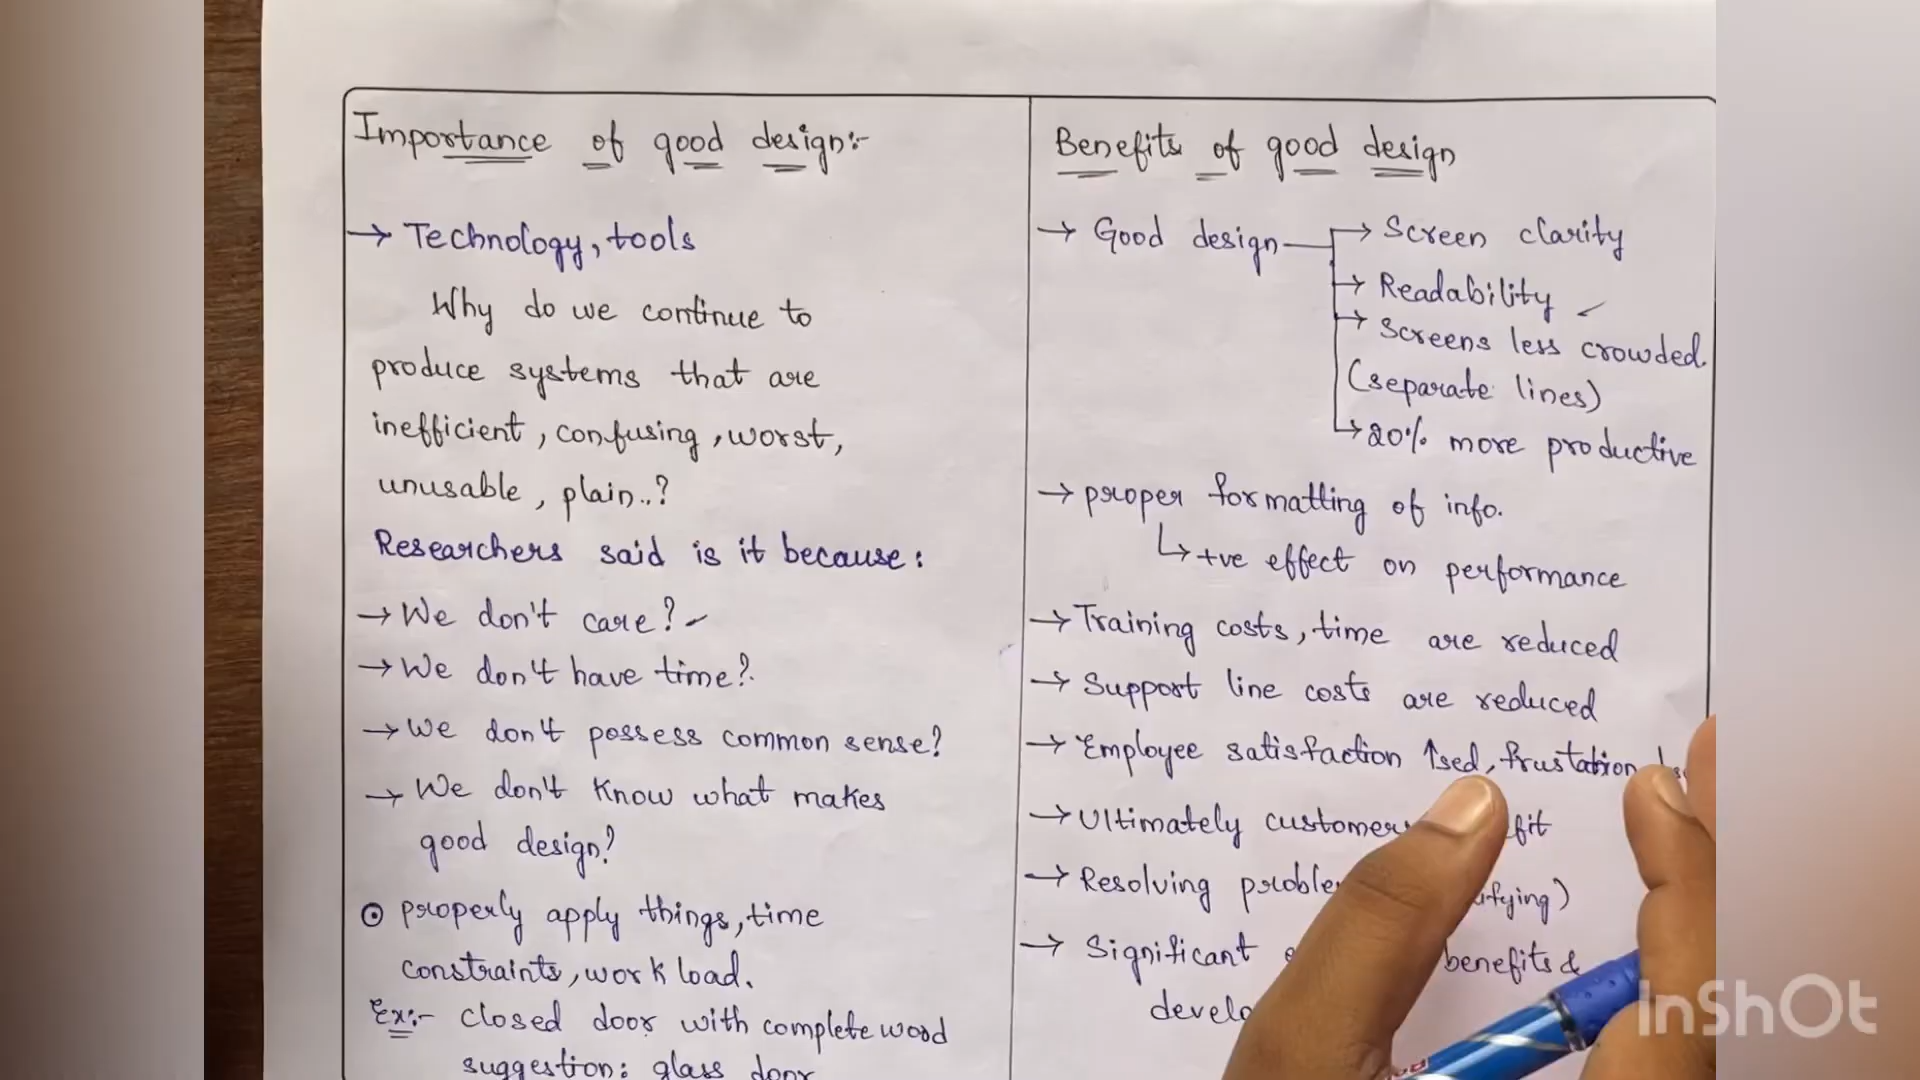 Importance of good design:-
→ Technology, tools
Why do we continue to
produce systems that are
inefficient, confusing, worst,
unusable, plain..?
Researchers said is it because:
→ We don't care?
→ We don't have time?
→ We don't possess common sense?
→ We don't know what makes
good design?
⊙ properly apply things, time
constraints, work load.
Ex:- closed door with complete wood
suggestion: glass door
Benefits of good design
→ Good design → Screen clarity
→ Readability
→ Screens less crowded.
(separate lines)
→ 20% more productive
→ proper formatting of info.
↳ +ve effect on performance
→ Training costs, time are reduced
→ Support line costs are reduced
→ Employee satisfaction ↑sed, frustation
→ Ultimately
→ Resolving
→ Significant benefits &
InShOt